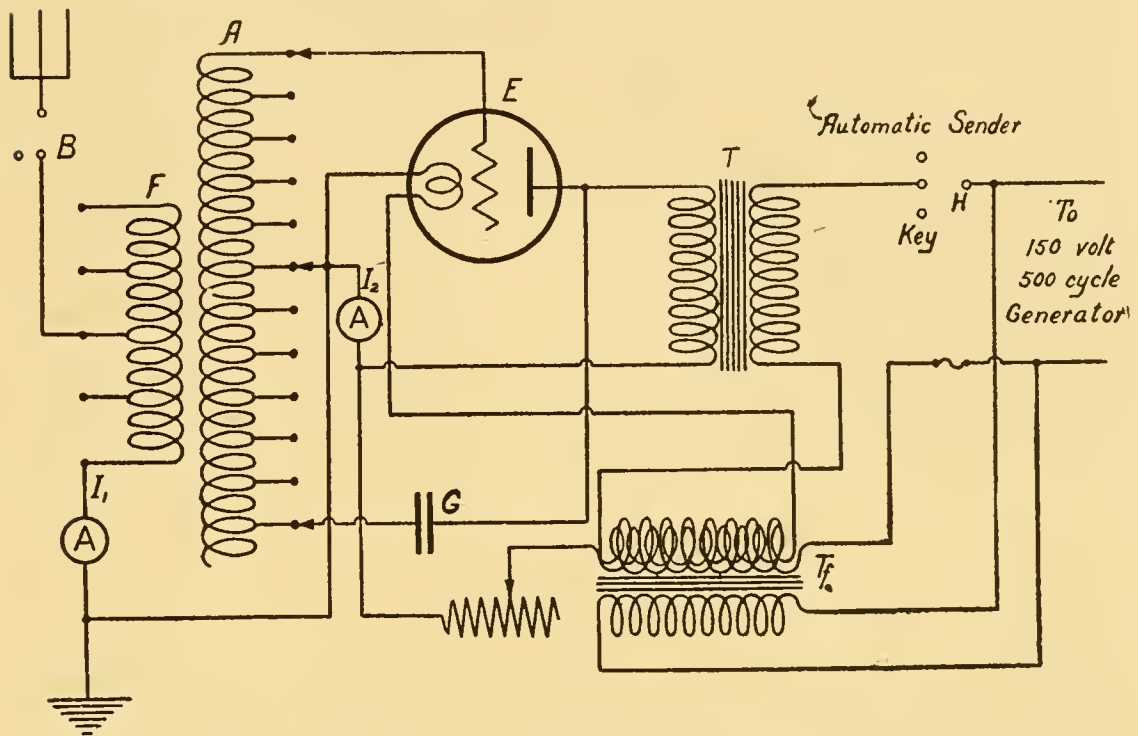 A
E
Automatic Sender
B
F
T
H
To
Key
150 volt
500 cycle
Generator
I₂
A
I₁
G
A
Tf.